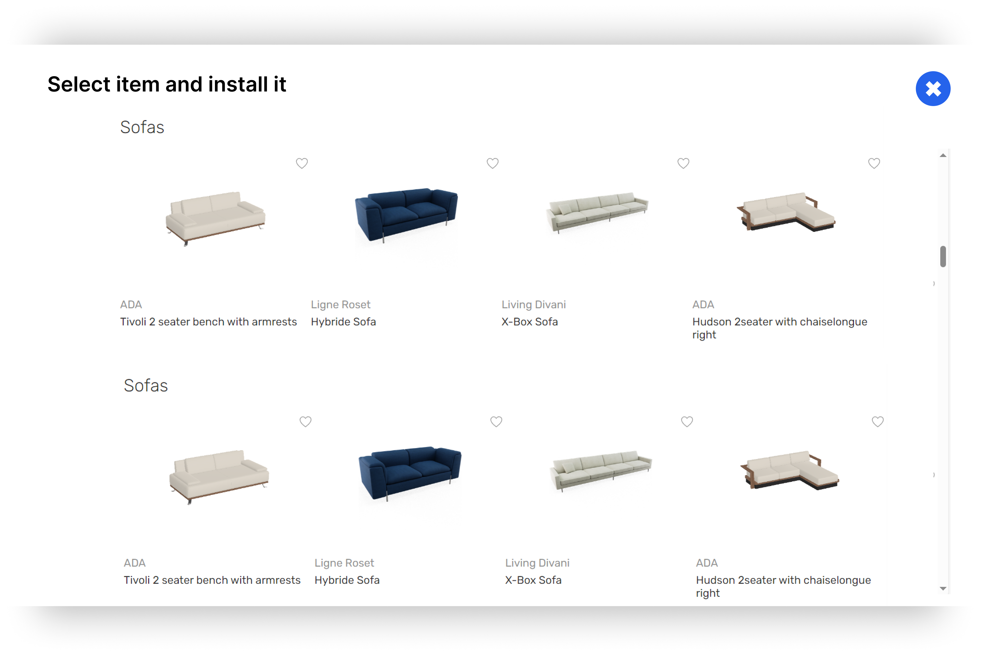 Select item and install it
Sofas
ADA
Tivoli 2 seater bench with armrests
Ligne Roset
Hybride Sofa
Living Divani
X-Box Sofa
ADA
Hudson 2seater with chaiselongue
right
Sofas
ADA
Tivoli 2 seater bench with armrests
Ligne Roset
Hybride Sofa
Living Divani
X-Box Sofa
ADA
Hudson 2seater with chaiselongue
right